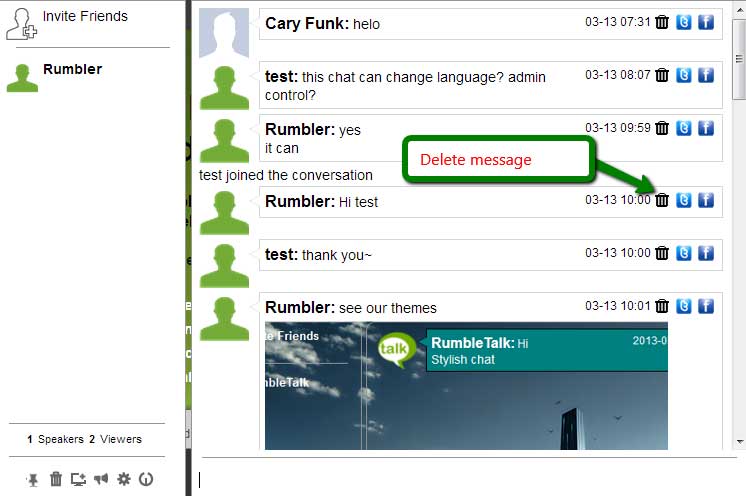 Invite Friends
Rumbler
1 Speakers 2 Viewers
Cary Funk: helo 03-13 07:31
test: this chat can change language? admin 03-13 08:07
control?
Rumbler: yes 03-13 09:59
it can
Delete message
test joined the conversation
Rumbler: Hi test 03-13 10:00
test: thank you~ 03-13 10:00
Rumbler: see our themes 03-13 10:01
te Friends
talk
RumbleTalk: Hi 2013-0
Stylish chat
mbleTalk